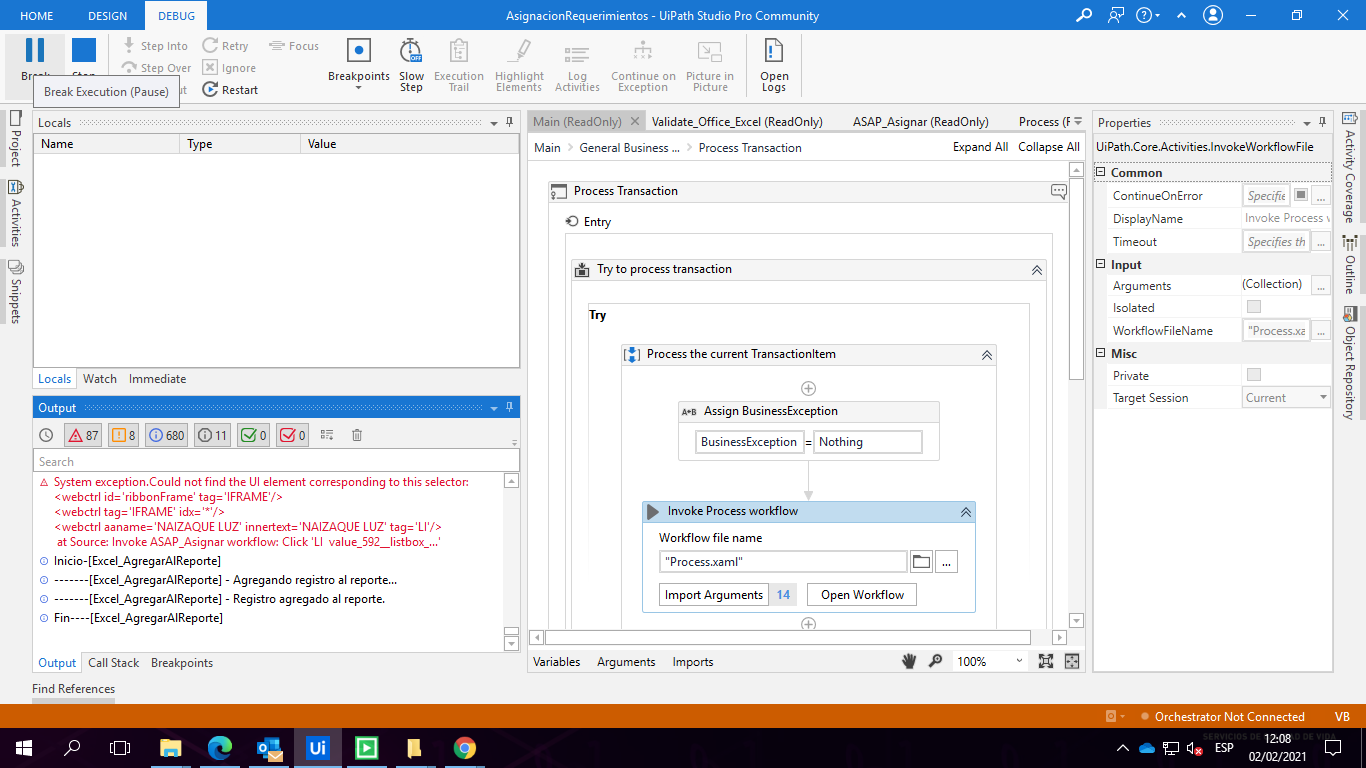 HOME DESIGN DEBUG AsignacionRequerimientos - UiPath Studio Pro Community
Break Stop
Step Into Retry Focus
Step Over Ignore
Restart
Breakpoints Slow Step Execution Trail Highlight Elements Log Activities Continue on Exception Picture in Picture Open Logs
Break Execution (Pause)
Project
Activities
Snippets
Locals
Name Type Value
Locals Watch Immediate
Output
87 8 680 11 0 0
Search
System exception.Could not find the UI element corresponding to this selector:
<webctrl id='ribbonFrame' tag='IFRAME'/>
<webctrl tag='IFRAME' idx='*'/>
<webctrl aaname='NAIZAQUE LUZ' innertext='NAIZAQUE LUZ' tag='LI'/>
at Source: Invoke ASAP_Asignar workflow: Click 'LI value_592__listbox_...'
Inicio-[Excel_AgregarAlReporte]
-------[Excel_AgregarAlReporte] - Agregando registro al reporte...
-------[Excel_AgregarAlReporte] - Registro agregado al reporte.
Fin----[Excel_AgregarAlReporte]
Output Call Stack Breakpoints
Find References
Main (ReadOnly) Validate_Office_Excel (ReadOnly) ASAP_Asignar (ReadOnly) Process (F
Main > General Business ... > Process Transaction Expand All Collapse All
Process Transaction
Entry
Try to process transaction
Try
Process the current TransactionItem
A+B Assign BusinessException
BusinessException = Nothing
Invoke Process workflow
Workflow file name
"Process.xaml" ...
Import Arguments 14 Open Workflow
Variables Arguments Imports 100%
Properties
UiPath.Core.Activities.InvokeWorkflowFile
Common
ContinueOnError Specifie ...
DisplayName Invoke Process w
Timeout Specifies th ...
Input
Arguments (Collection) ...
Isolated
WorkflowFileName "Process.xa ...
Misc
Private
Target Session Current
Activity Coverage
Outline
Object Repository
Orchestrator Not Connected VB
Ui
ESP
12:08
02/02/2021